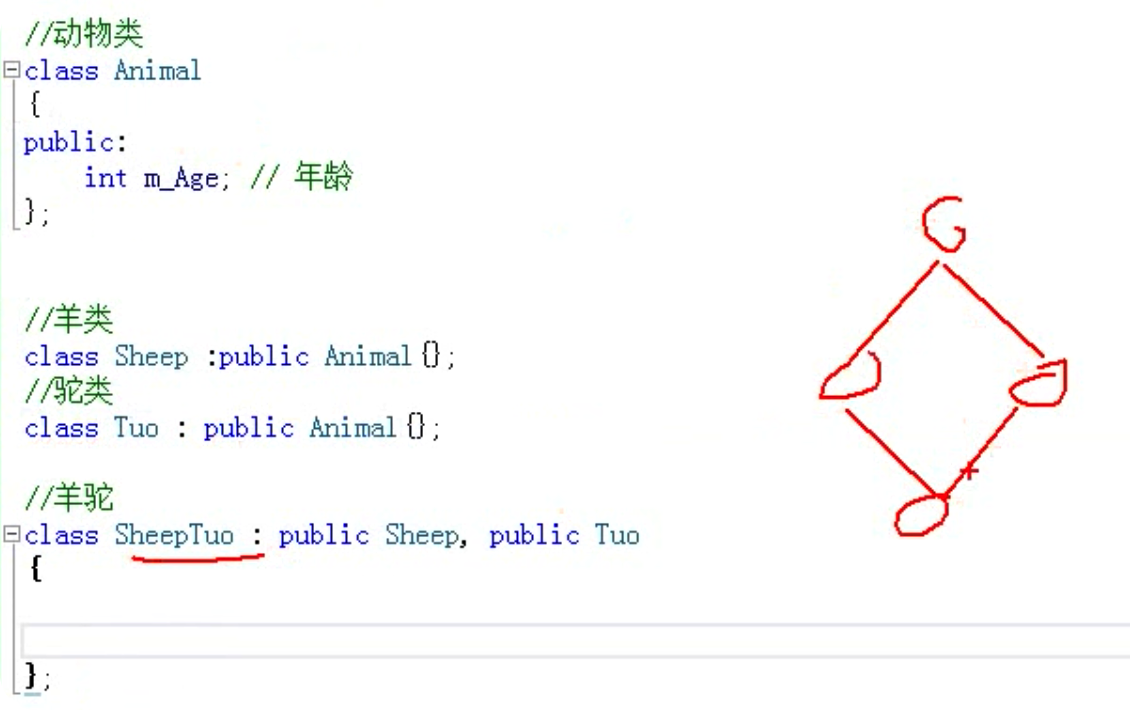 //动物类
class Animal
{
public:
    int m_Age; // 年龄
};
//羊类
class Sheep :public Animal{};
//驼类
class Tuo : public Animal{};
//羊驼
class SheepTuo : public Sheep, public Tuo
{
};